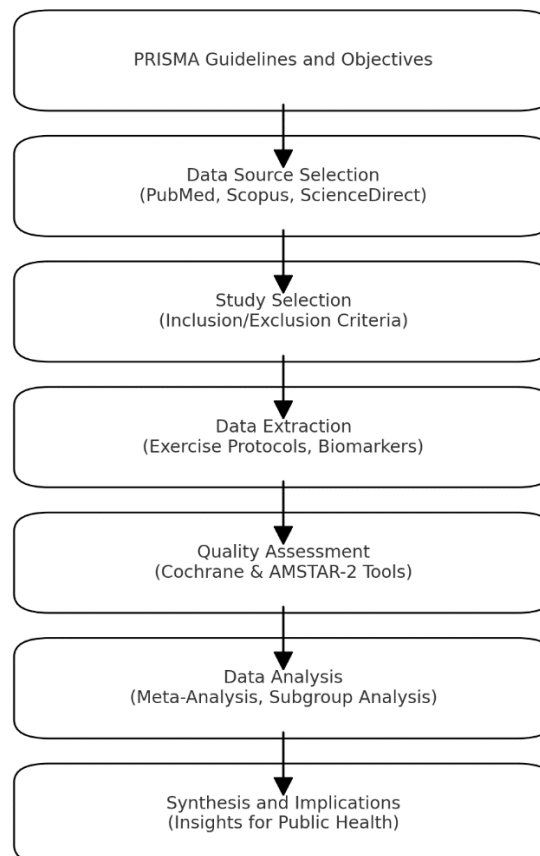 PRISMA Guidelines and Objectives
Data Source Selection
(PubMed, Scopus, ScienceDirect)
Study Selection
(Inclusion/Exclusion Criteria)
Data Extraction
(Exercise Protocols, Biomarkers)
Quality Assessment
(Cochrane & AMSTAR-2 Tools)
Data Analysis
(Meta-Analysis, Subgroup Analysis)
Synthesis and Implications
(Insights for Public Health)